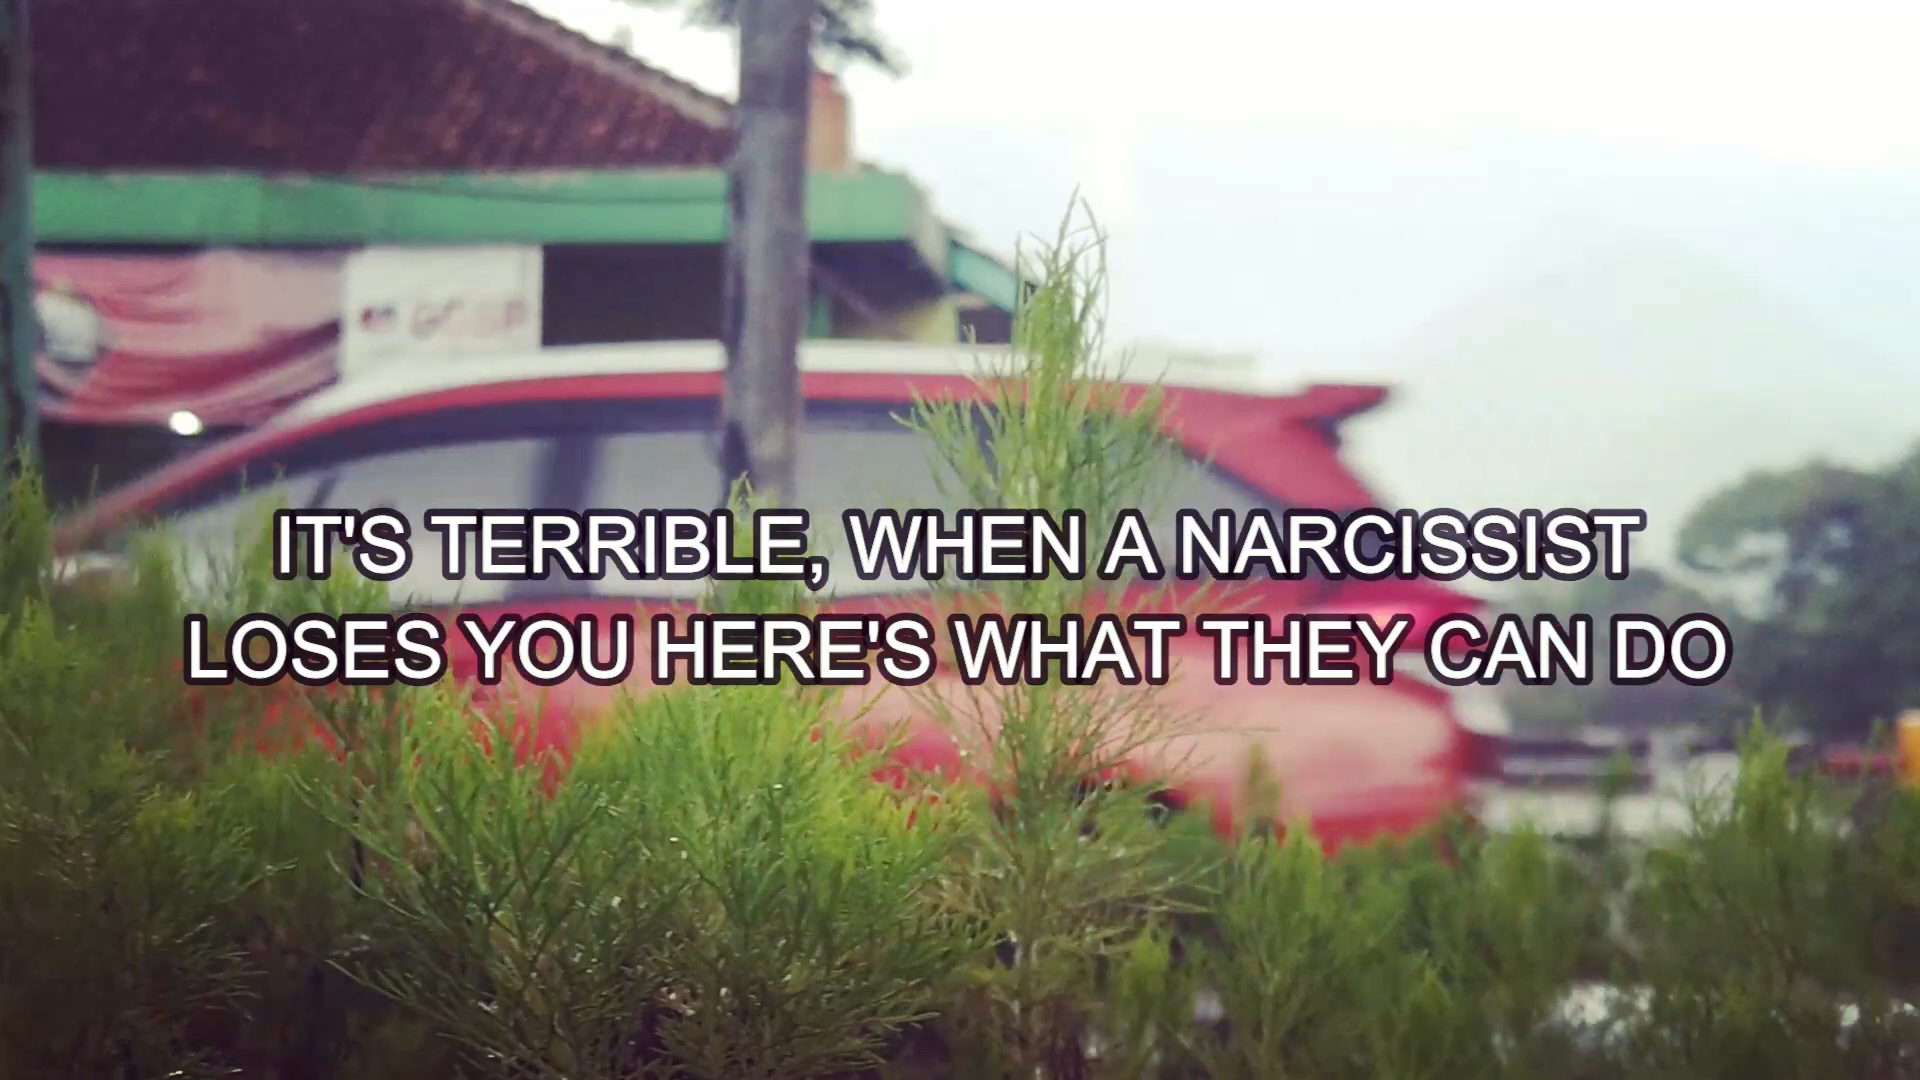 IT'S TERRIBLE, WHEN A NARCISSIST
LOSES YOU HERE'S WHAT THEY CAN DO